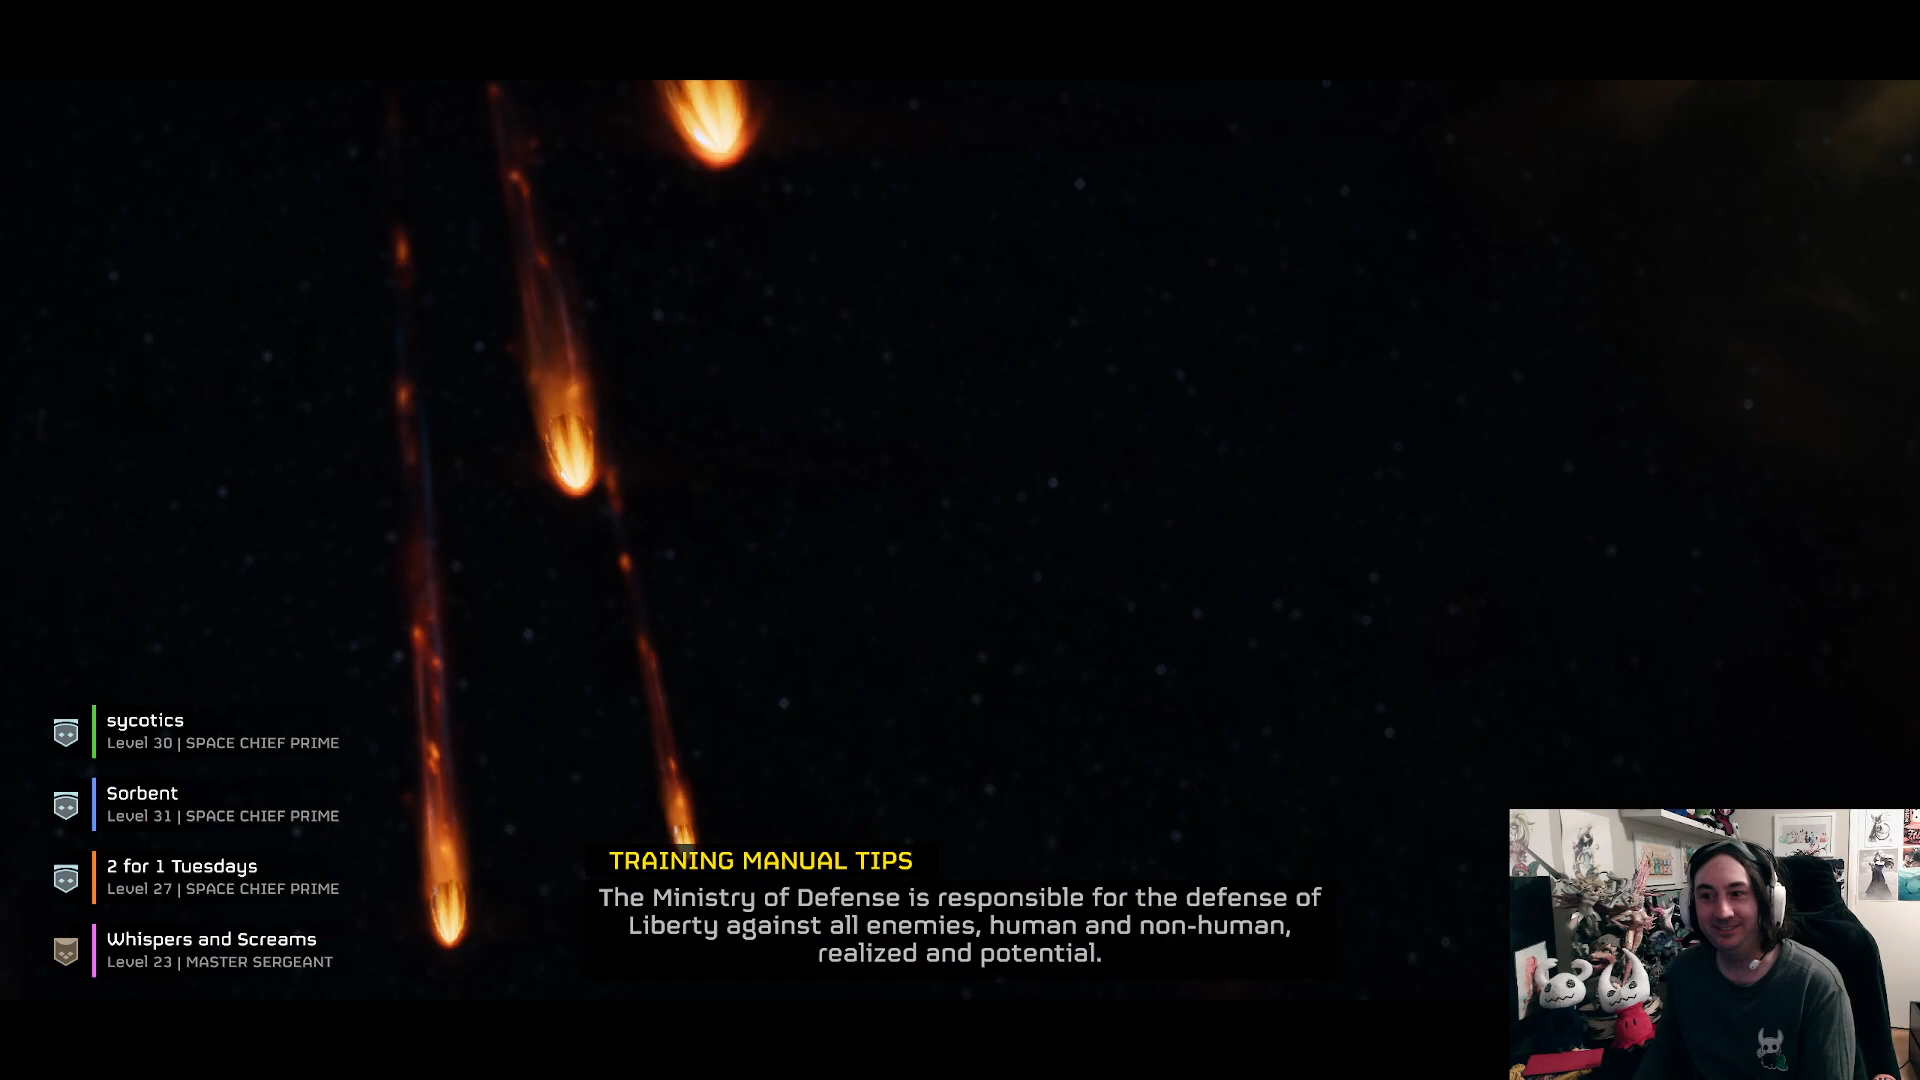 sycotics
Level 30 | SPACE CHIEF PRIME
Sorbent
Level 31 | SPACE CHIEF PRIME
2 for 1 Tuesdays
Level 27 | SPACE CHIEF PRIME
Whispers and Screams
Level 23 | MASTER SERGEANT
TRAINING MANUAL TIPS
The Ministry of Defense is responsible for the defense of
Liberty against all enemies, human and non-human,
realized and potential.